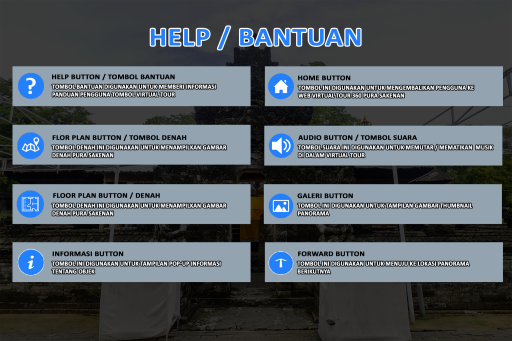 HELP / BANTUAN
HELP BUTTON / TOMBOL BANTUAN
TOMBOL BANTUAN DIGUNAKAN UNTUK MEMBERI INFORMASI
PANDUAN PENGGUNA TOMBOL VIRTUAL TOUR
FLOR PLAN BUTTON / TOMBOL DENAH
TOMBOL DENAH INI DIGUNAKAN UNTUK MENAMPILKAN GAMBAR
DENAH PURA SAKENAN
FLOOR PLAN BUTTON / DENAH
TOMBOL DENAH INI DIGUNAKAN UNTUK MENAMPILKAN GAMBAR
DENAH PURA SAKENAN
INFORMASI BUTTON
TOMBOL INI DIGUNAKAN UNTUK TAMPILAN POP-UP INFORMASI
TENTANG OBJEK
HOME BUTTON
TOMBOL INI DIGUNAKAN UNTUK MENGEMBALIKAN PENGGUNA KE
WEB VIRTUAL TOUR 360 PURA SAKENAN
AUDIO BUTTON / TOMBOL SUARA
TOMBOL SUARA INI DIGUNAKAN UNTUK MEMUTAR / MEMATIKAN MUSIK
DI DALAM VIRTUAL TOUR
GALERI BUTTON
TOMBOL INI DIGUNAKAN UNTUK TAMPILAN GAMBAR THUMBNAIL
PANORAMA
FORWARD BUTTON
TOMBOL INI DIGUNAKAN UNTUK MENUJU KE LOKASI PANORAMA
BERIKUTNYA